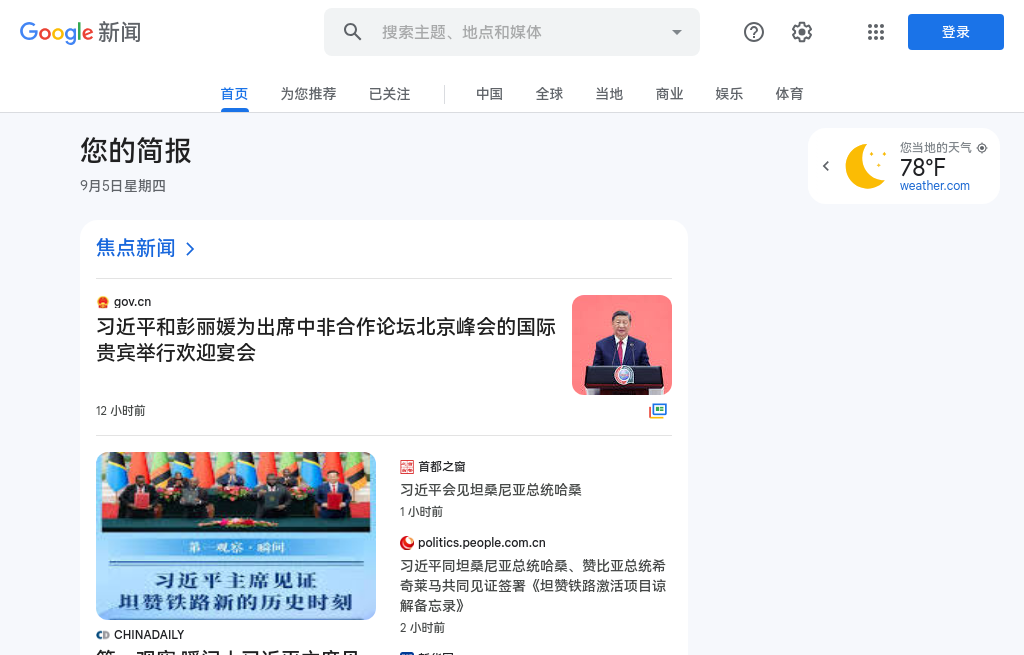 Google 新闻
搜索主题、地点和媒体
登录
首页
为您推荐
已关注
中国
全球
当地
商业
娱乐
体育
您的简报
9月5日星期四
您当地的天气
78°F
weather.com
焦点新闻
gov.cn
习近平和彭丽媛为出席中非合作论坛北京峰会的国际
贵宾举行欢迎宴会
12 小时前
第一观察·瞬间
习近平主席见证
坦赞铁路新的历史时刻
CHINADAILY
首都之窗
习近平会见坦桑尼亚总统哈桑
1 小时前
politics.people.com.cn
习近平同坦桑尼亚总统哈桑、赞比亚总统希
奇莱马共同见证签署《坦赞铁路激活项目谅
解备忘录》
2 小时前